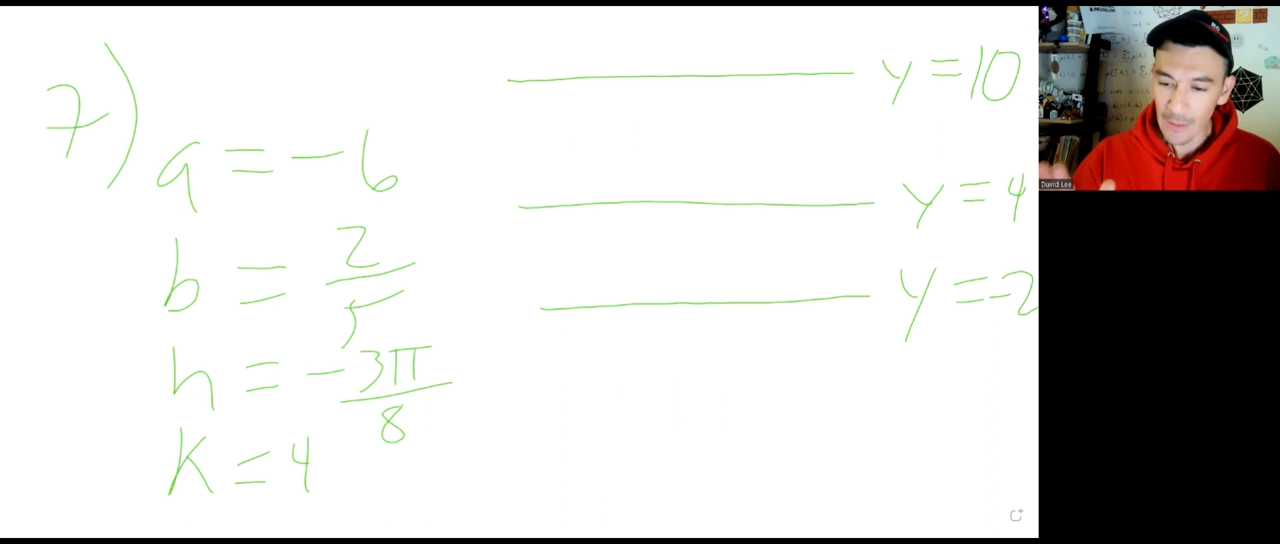 7)
a = -6
b = 2/5
h = -3π/8
K = 4
y = 10
y = 4
y = -2
David Lee